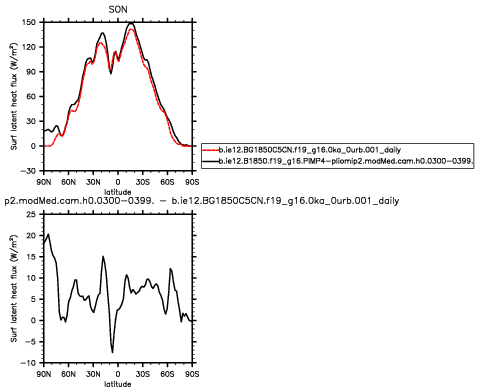 SON
150
120
90
60
30
0
−30
Surf latent heat flux (W/m²)
90N 60N 30N 0 30S 60S 90S
latitude
b.ie12.BG1850C5CN.f19_g16.0ka_0urb.001_daily
b.ie12.B1850.f19_g16.PIMP4-pliomip2.modMed.cam.h0.0300-0399.
p2.modMed.cam.h0.0300-0399. − b.ie12.BG1850C5CN.f19_g16.0ka_0urb.001_daily
25
20
15
10
5
0
−5
−10
Surf latent heat flux (W/m²)
90N 60N 30N 0 30S 60S 90S
latitude